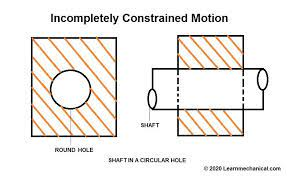 Incompletely Constrained Motion
SHAFT
ROUND HOLE
SHAFT IN A CIRCULAR HOLE
© 2020 Learnmechanical.com